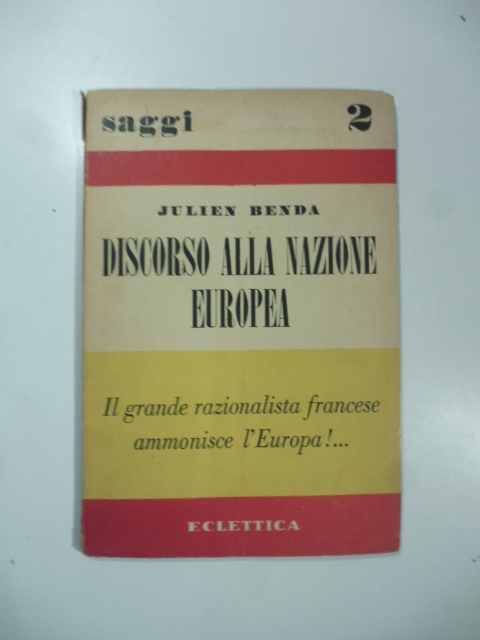 saggi 2
JULIEN BENDA
DISCORSO ALLA NAZIONE
EUROPEA
Il grande razionalista francese
ammonisce l'Europa!...
ECLETTICA